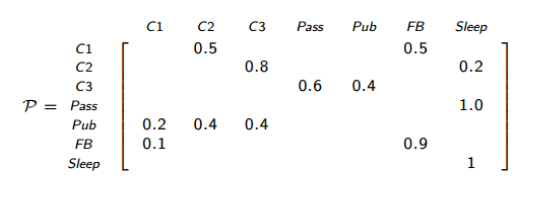 C1 C2 C3 Pass Pub FB Sleep
C1 0.5 0.5
C2 0.8 0.2
C3 0.6 0.4
𝒫 = Pass 1.0
Pub 0.2 0.4 0.4
FB 0.1 0.9
Sleep 1